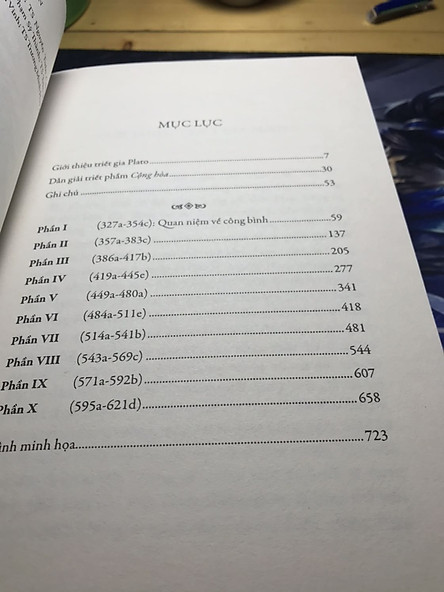 MỤC LỤC
Giới thiệu triết gia Plato 7
Dẫn giải triết phẩm Cộng hòa 30
Ghi chú 53
Phần I (327a-354c): Quan niệm về công bình 59
Phần II (357a-383c) 137
Phần III (386a-417b) 205
Phần IV (419a-445e) 277
Phần V (449a-480a) 341
Phần VI (484a-511e) 418
Phần VII (514a-541b) 481
Phần VIII (543a-569c) 544
Phần IX (571a-592b) 607
Phần X (595a-621d) 658
ình minh họa 723